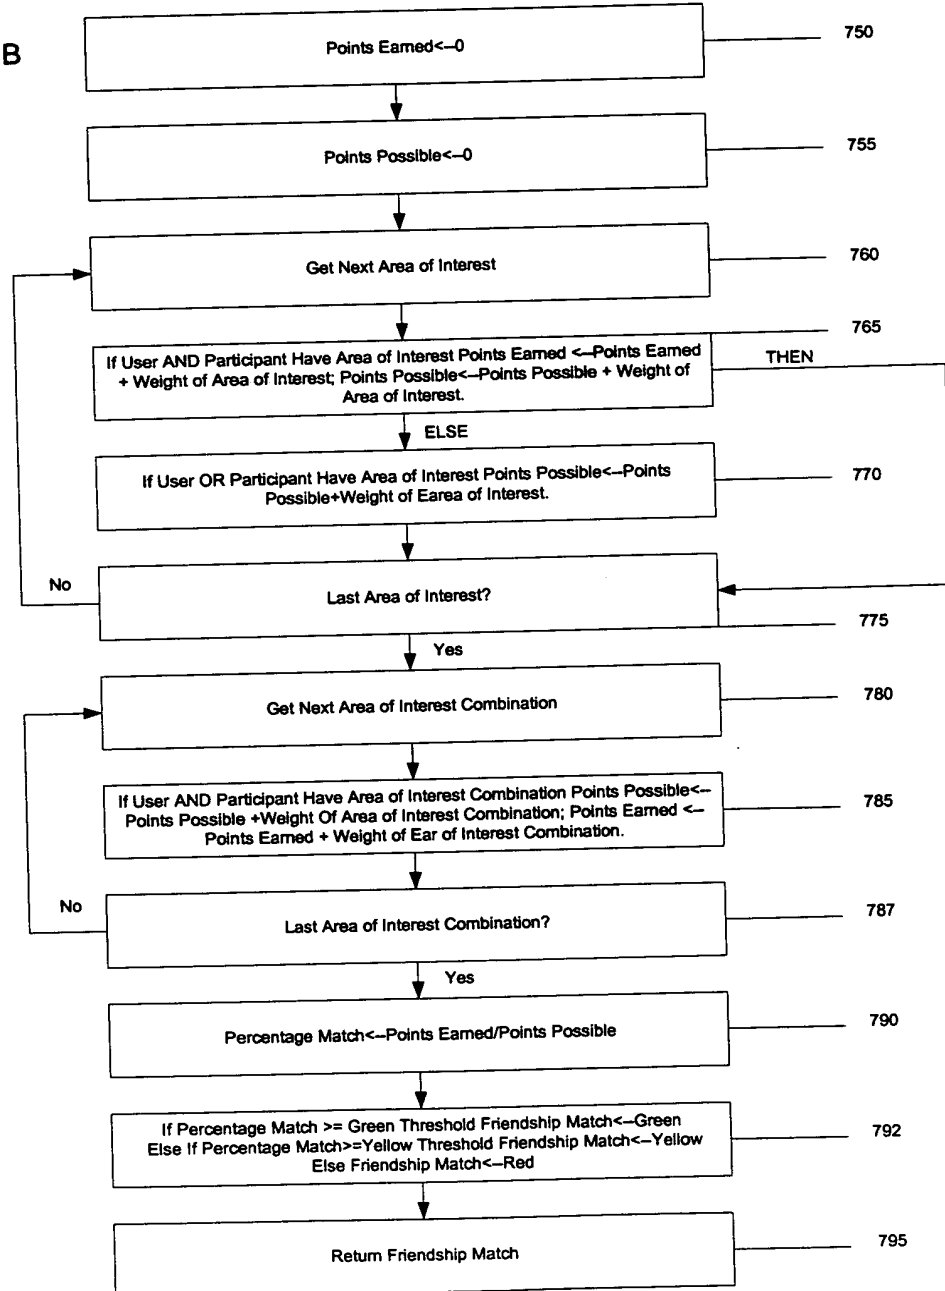 B
Points Earned<--0
750
Points Possible<--0
755
Get Next Area of Interest
760
765
If User AND Participant Have Area of Interest Points Earned <--Points Earned
+ Weight of Area of Interest; Points Possible<--Points Possible + Weight of
Area of Interest.
THEN
ELSE
If User OR Participant Have Area of Interest Points Possible<--Points
Possible+Weight of Earea of Interest.
770
No
Last Area of Interest?
775
Yes
Get Next Area of Interest Combination
780
If User AND Participant Have Area of Interest Combination Points Possible<--
Points Possible +Weight Of Area of Interest Combination; Points Earned <--
Points Earned + Weight of Ear of Interest Combination.
785
No
Last Area of Interest Combination?
787
Yes
Percentage Match<--Points Earned/Points Possible
790
If Percentage Match >= Green Threshold Friendship Match<--Green
Else If Percentage Match>=Yellow Threshold Friendship Match<--Yellow
Else Friendship Match<--Red
792
Return Friendship Match
795